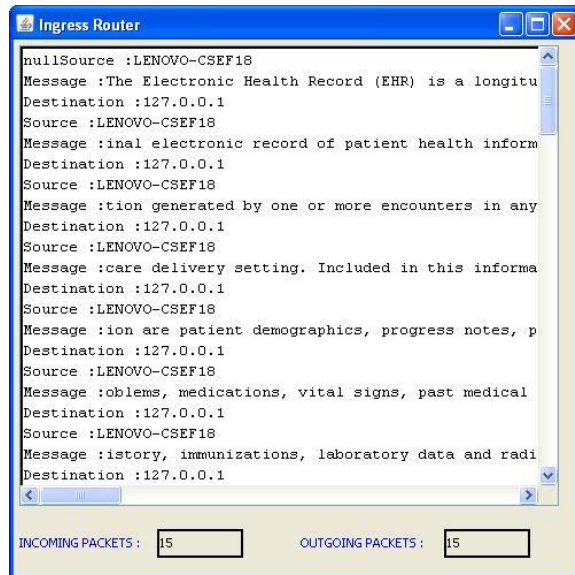 Ingress Router
nullSource :LENOVO-CSEF18
Message :The Electronic Health Record (EHR) is a longitu
Destination :127.0.0.1
Source :LENOVO-CSEF18
Message :inal electronic record of patient health inform
Destination :127.0.0.1
Source :LENOVO-CSEF18
Message :tion generated by one or more encounters in any
Destination :127.0.0.1
Source :LENOVO-CSEF18
Message :care delivery setting. Included in this informa
Destination :127.0.0.1
Source :LENOVO-CSEF18
Message :ion are patient demographics, progress notes, p
Destination :127.0.0.1
Source :LENOVO-CSEF18
Message :oblems, medications, vital signs, past medical
Destination :127.0.0.1
Source :LENOVO-CSEF18
Message :istory, immunizations, laboratory data and radi
Destination :127.0.0.1
INCOMING PACKETS : 15 OUTGOING PACKETS : 15